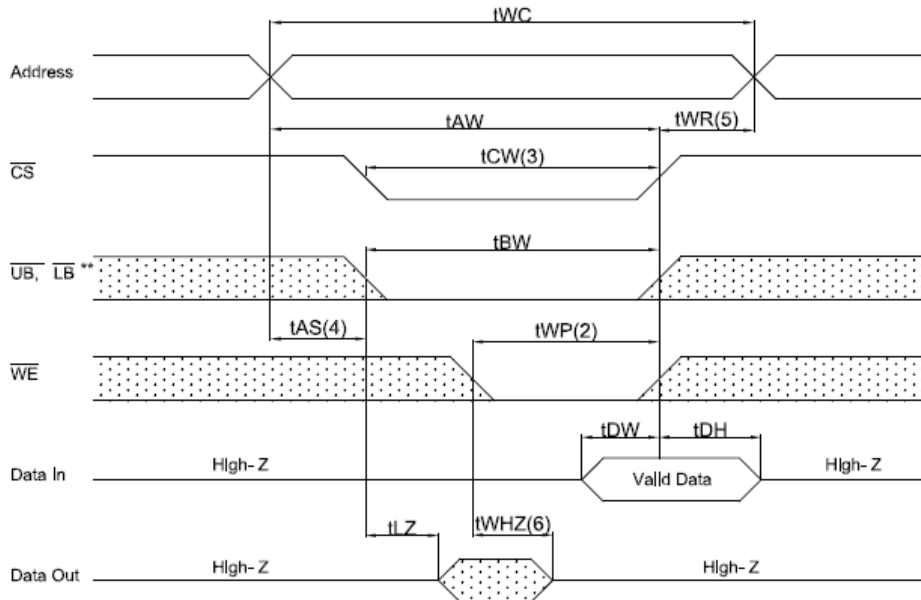 tWC
Address
tAW
tWR(5)
CS
tCW(3)
tBW
UB, LB **
tAS(4)
tWP(2)
WE
tDW
tDH
Data In
HIgh- Z
ValId Data
HIgh- Z
tLZ
tWHZ(6)
Data Out
HIgh- Z
HIgh- Z